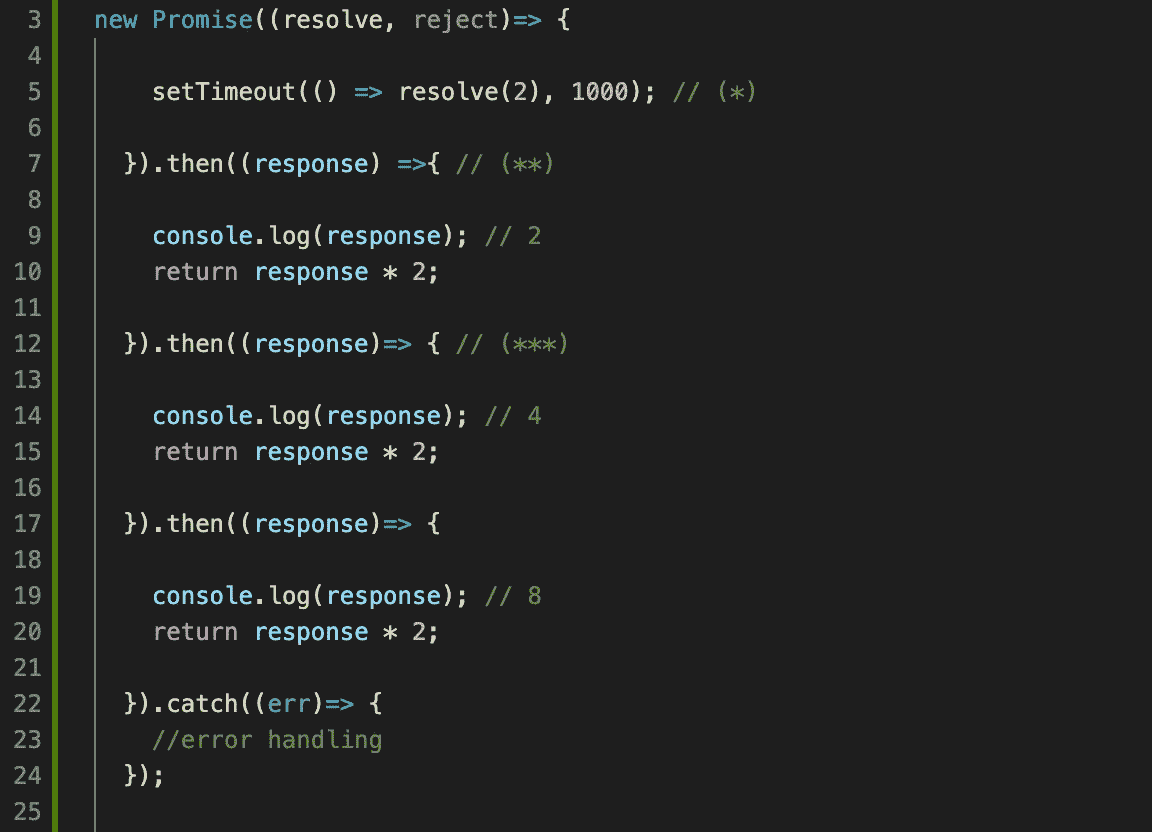 3 new Promise((resolve, reject)=> {
4
5 setTimeout(() => resolve(2), 1000); // (*)
6
7 }).then((response) =>{ // (**)
8
9 console.log(response); // 2
10 return response * 2;
11
12 }).then((response)=> { // (***)
13
14 console.log(response); // 4
15 return response * 2;
16
17 }).then((response)=> {
18
19 console.log(response); // 8
20 return response * 2;
21
22 }).catch((err)=> {
23 //error handling
24 });
25